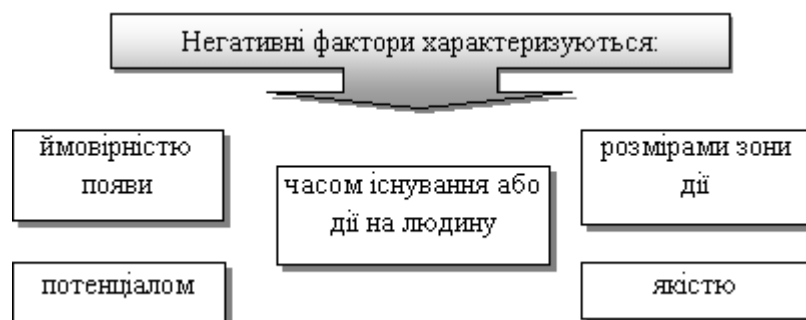 Негативні фактори характеризуються:
ймовірністю
появи
часом існування або
дії на людину
розмірами зони
дії
потенціалом
якістю